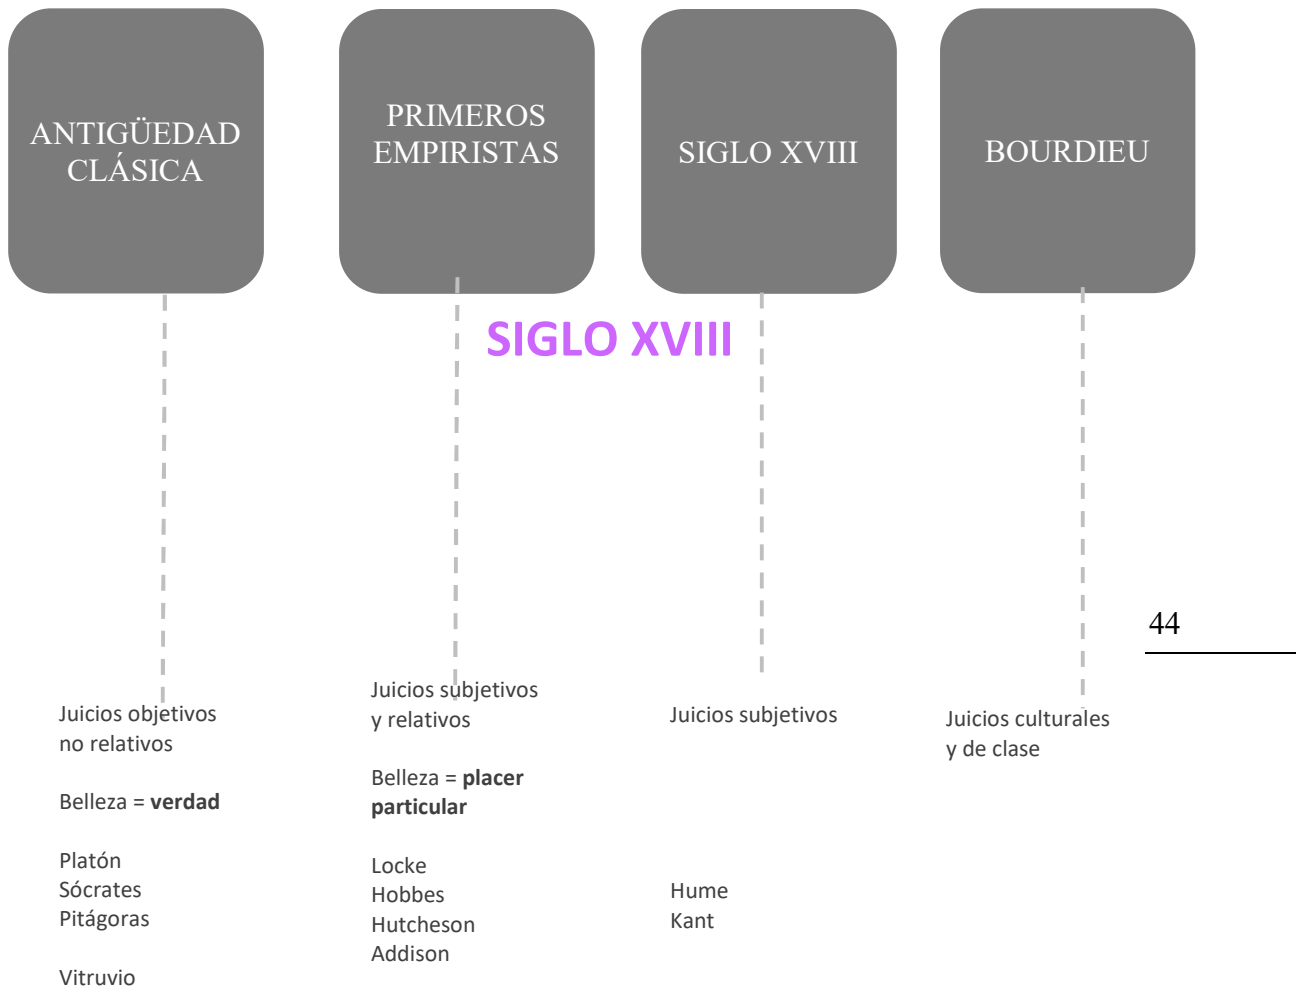 ANTIGÜEDAD
CLÁSICA
PRIMEROS
EMPIRISTAS
SIGLO XVIII
BOURDIEU
SIGLO XVIII
44
Juicios objetivos
no relativos
Belleza = verdad
Platón
Sócrates
Pitágoras
Vitruvio
Juicios subjetivos
y relativos
Belleza = placer
particular
Locke
Hobbes
Hutcheson
Addison
Juicios subjetivos
Hume
Kant
Juicios culturales
y de clase